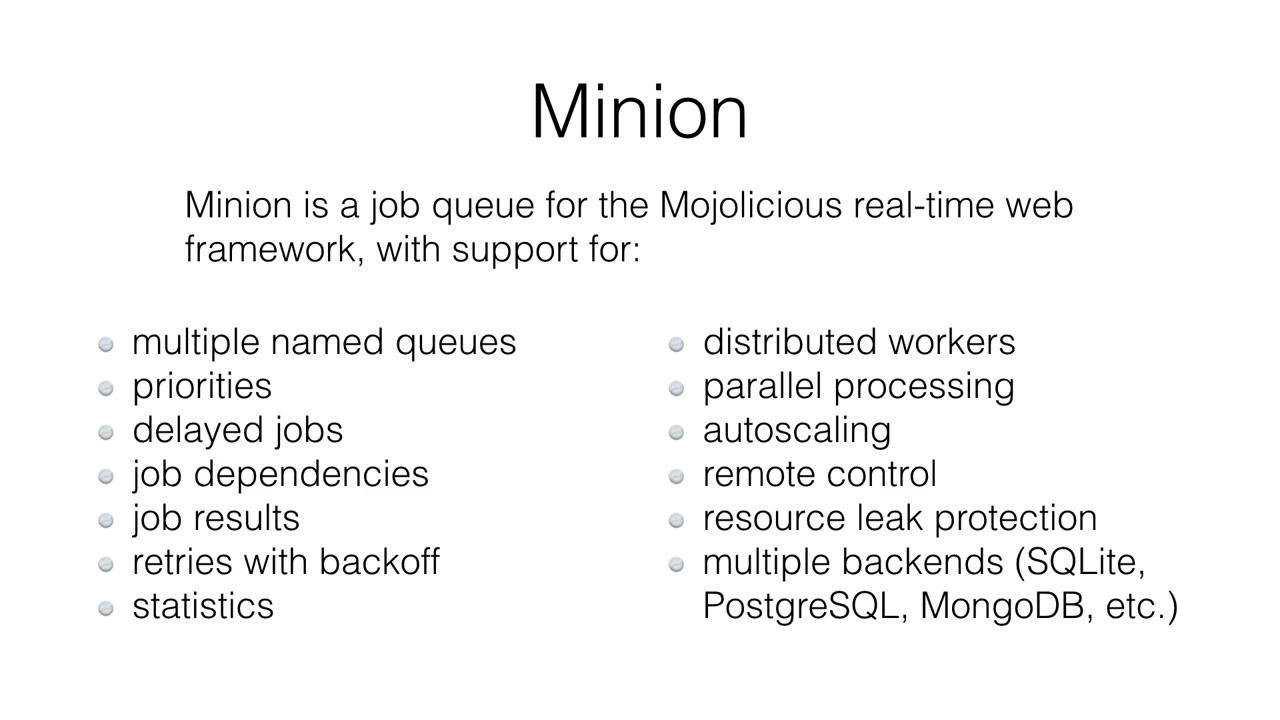 Minion
Minion is a job queue for the Mojolicious real-time web
framework, with support for:
multiple named queues
priorities
delayed jobs
job dependencies
job results
retries with backoff
statistics
distributed workers
parallel processing
autoscaling
remote control
resource leak protection
multiple backends (SQLite,
PostgreSQL, MongoDB, etc.)